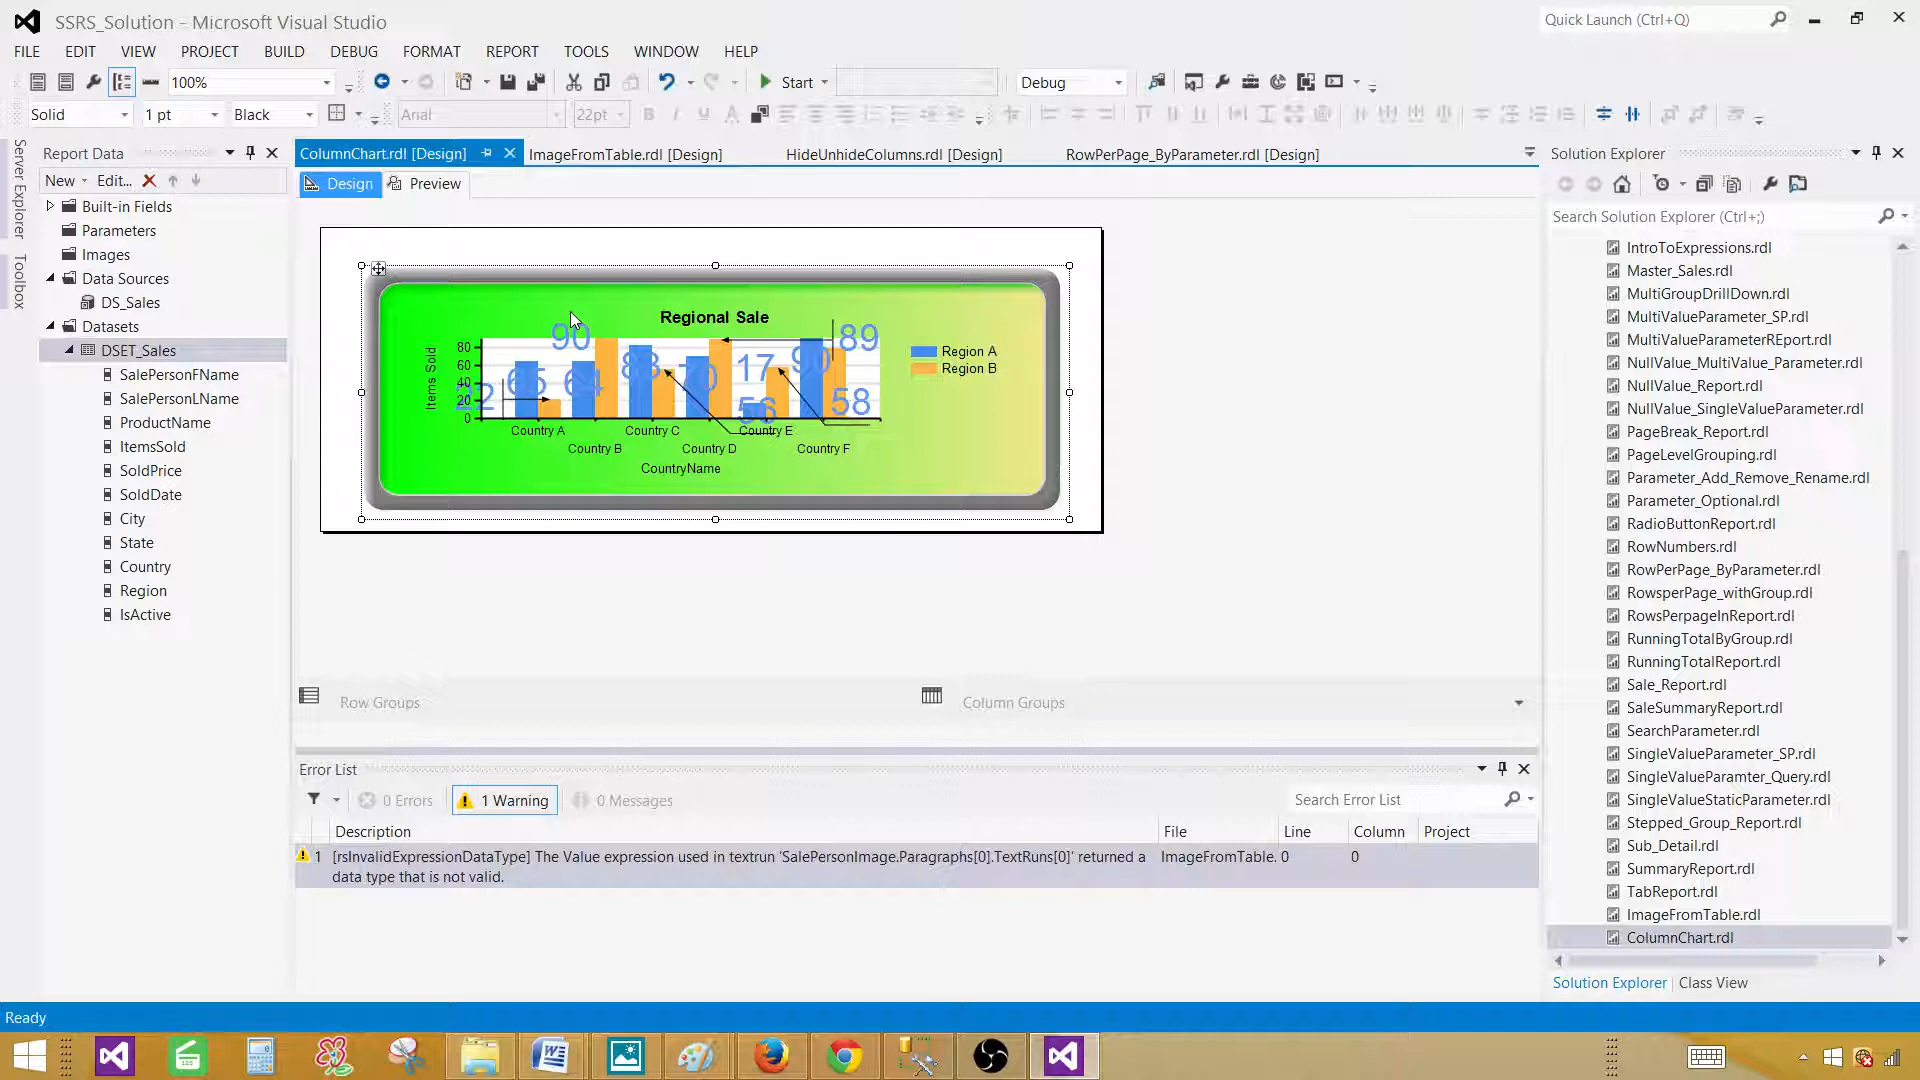 SSRS_Solution - Microsoft Visual Studio
Quick Launch (Ctrl+Q)
FILE EDIT VIEW PROJECT BUILD DEBUG FORMAT REPORT TOOLS WINDOW HELP
100% Start Debug
Solid 1 pt Black Arial 22pt B I U A
Server Explorer
Toolbox
Report Data
New Edit...
Built-in Fields
Parameters
Images
Data Sources
DS_Sales
Datasets
DSET_Sales
SalePersonFName
SalePersonLName
ProductName
ItemsSold
SoldPrice
SoldDate
City
State
Country
Region
IsActive
ColumnChart.rdl [Design] ImageFromTable.rdl [Design] HideUnhideColumns.rdl [Design] RowPerPage_ByParameter.rdl [Design]
Design Preview
Regional Sale
Items Sold
80
60
40
20
0
22 65 64 90 83 70 17 56 90 58 89
Region A
Region B
Country A Country C Country E
Country B Country D Country F
CountryName
Row Groups Column Groups
Error List
0 Errors 1 Warning 0 Messages Search Error List
Description File Line Column Project
1 [rsInvalidExpressionDataType] The Value expression used in textrun 'SalePersonImage.Paragraphs[0].TextRuns[0]' returned a ImageFromTable. 0 0
data type that is not valid.
Solution Explorer
Search Solution Explorer (Ctrl+;)
IntroToExpressions.rdl
Master_Sales.rdl
MultiGroupDrillDown.rdl
MultiValueParameter_SP.rdl
MultiValueParameterREport.rdl
NullValue_MultiValue_Parameter.rdl
NullValue_Report.rdl
NullValue_SingleValueParameter.rdl
PageBreak_Report.rdl
PageLevelGrouping.rdl
Parameter_Add_Remove_Rename.rdl
Parameter_Optional.rdl
RadioButtonReport.rdl
RowNumbers.rdl
RowPerPage_ByParameter.rdl
RowsperPage_withGroup.rdl
RowsPerpageInReport.rdl
RunningTotalByGroup.rdl
RunningTotalReport.rdl
Sale_Report.rdl
SaleSummaryReport.rdl
SearchParameter.rdl
SingleValueParameter_SP.rdl
SingleValueParamter_Query.rdl
SingleValueStaticParameter.rdl
Stepped_Group_Report.rdl
Sub_Detail.rdl
SummaryReport.rdl
TabReport.rdl
ImageFromTable.rdl
ColumnChart.rdl
Solution Explorer Class View
Ready